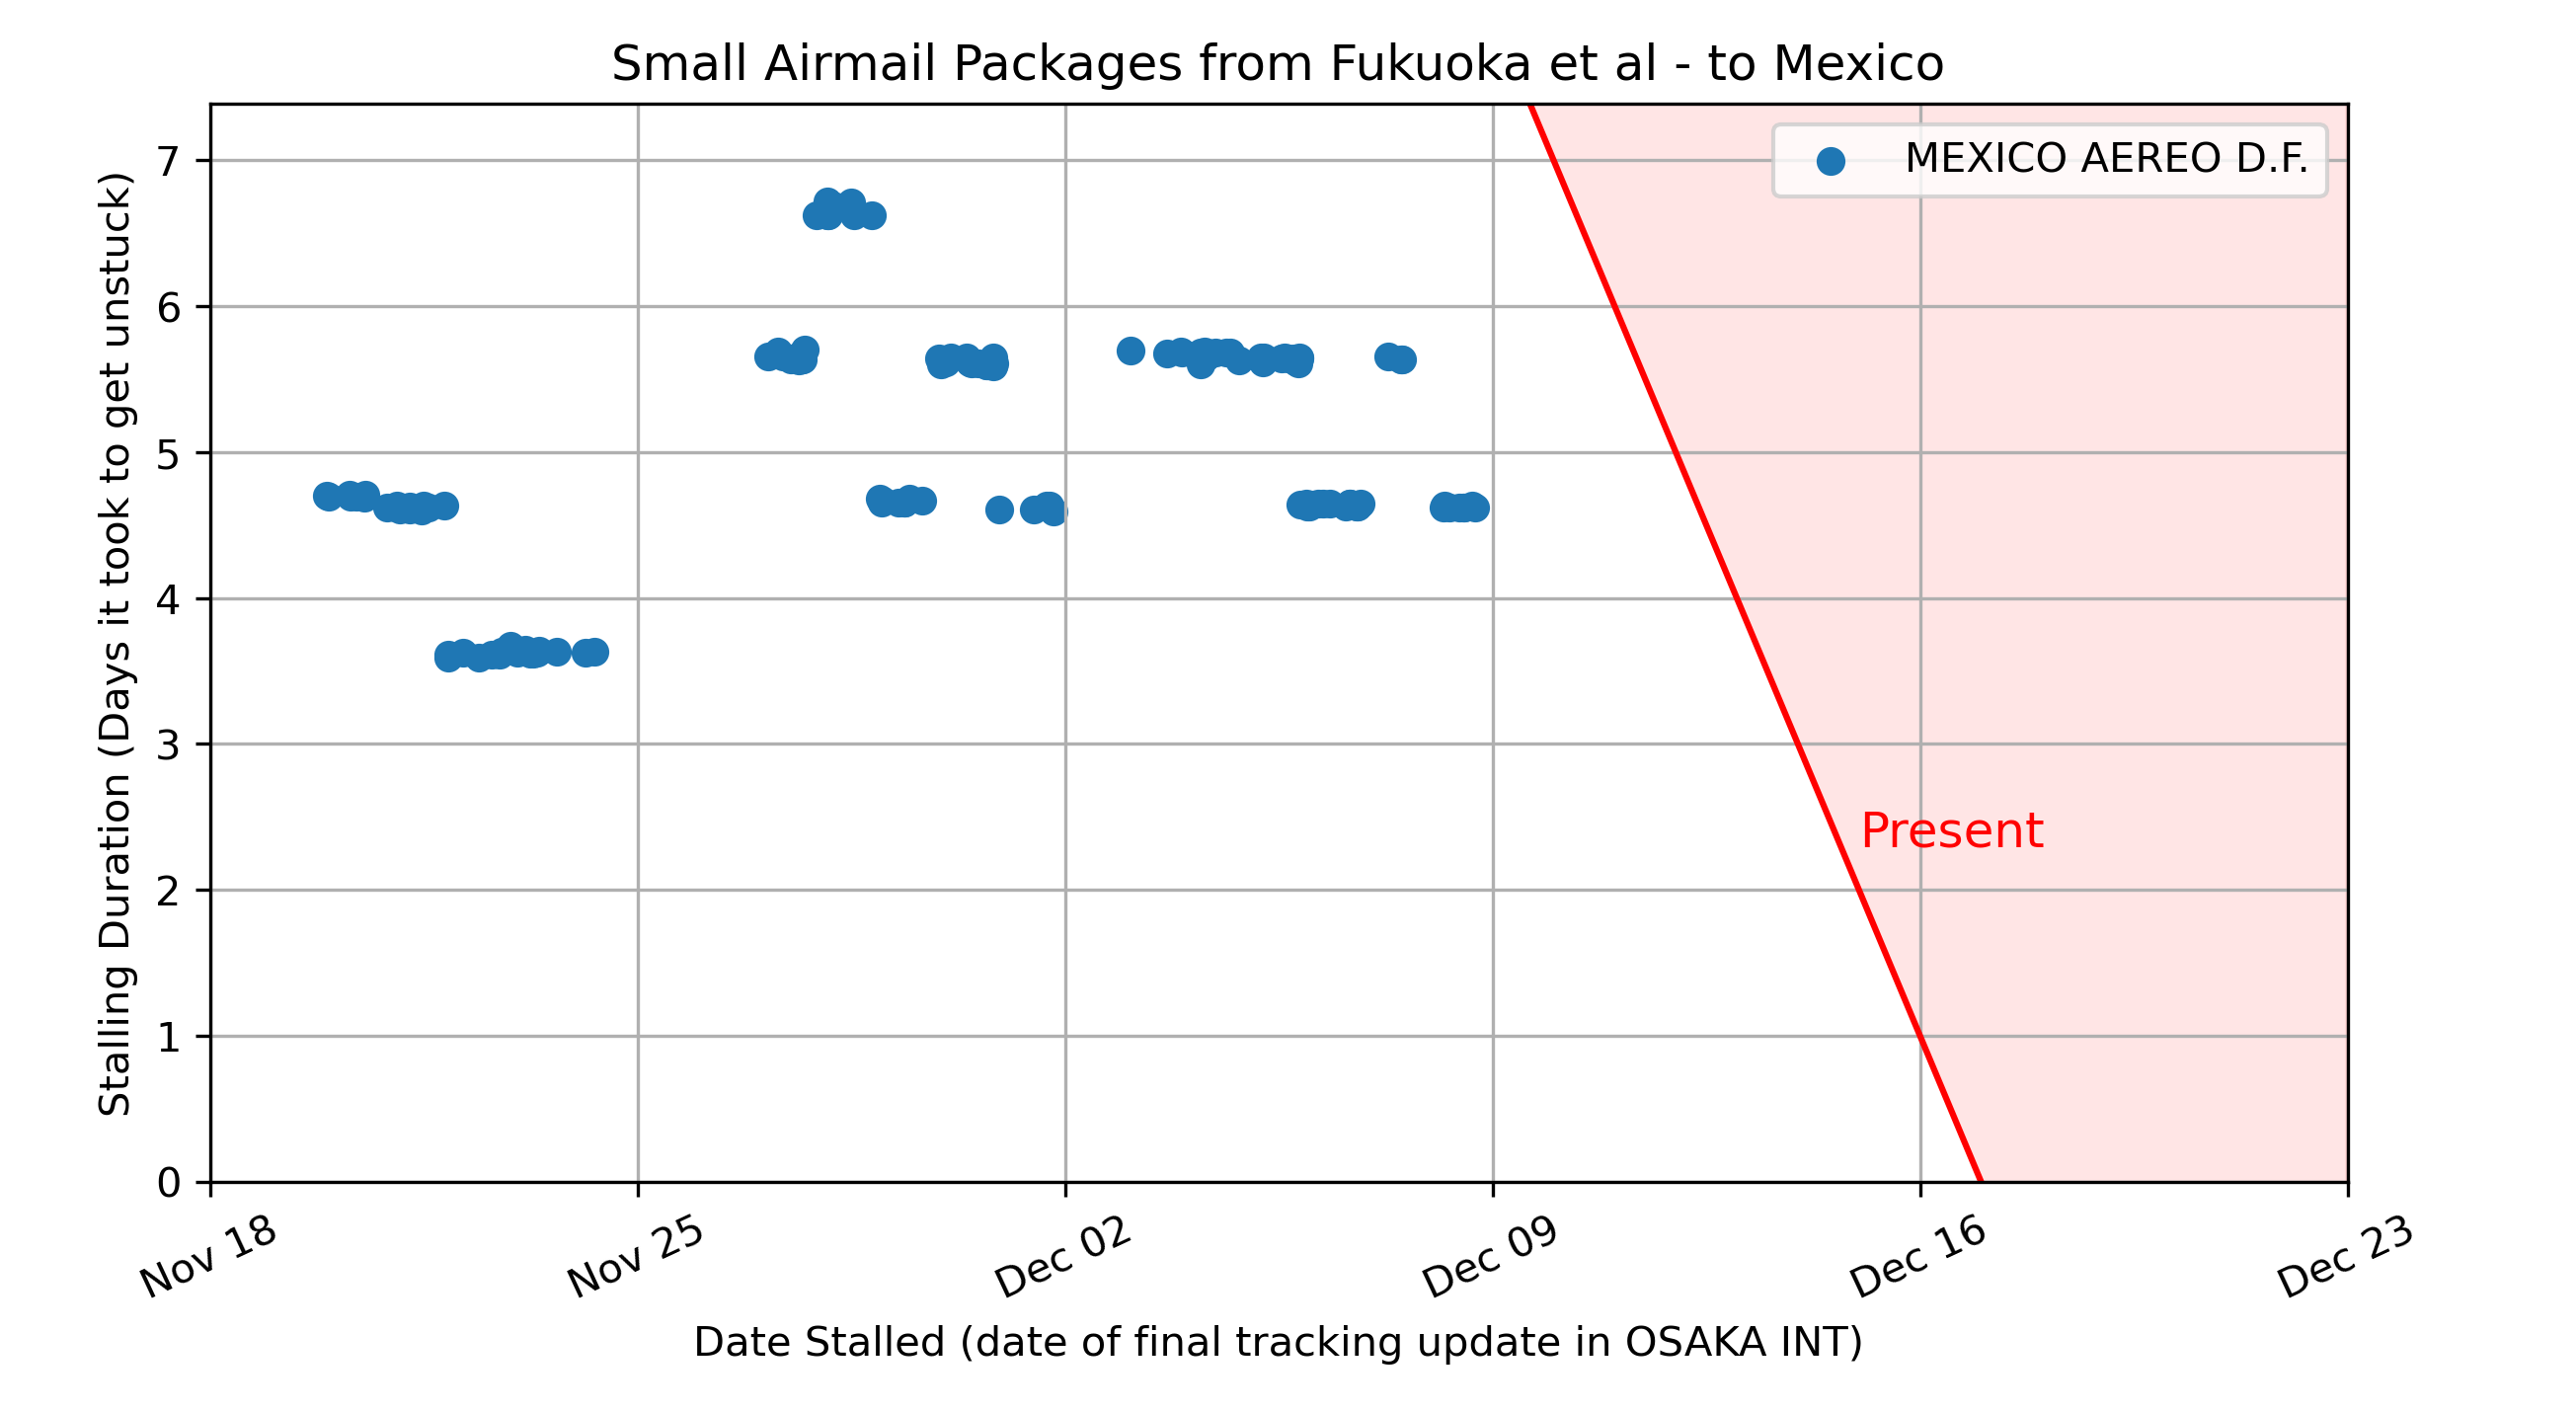 Small Airmail Packages from Fukuoka et al - to Mexico
MEXICO AEREO D.F.
Stalling Duration (Days it took to get unstuck)
7
6
5
4
3
2
1
0
Present
Nov 18
Nov 25
Dec 02
Dec 09
Dec 16
Dec 23
Date Stalled (date of final tracking update in OSAKA INT)